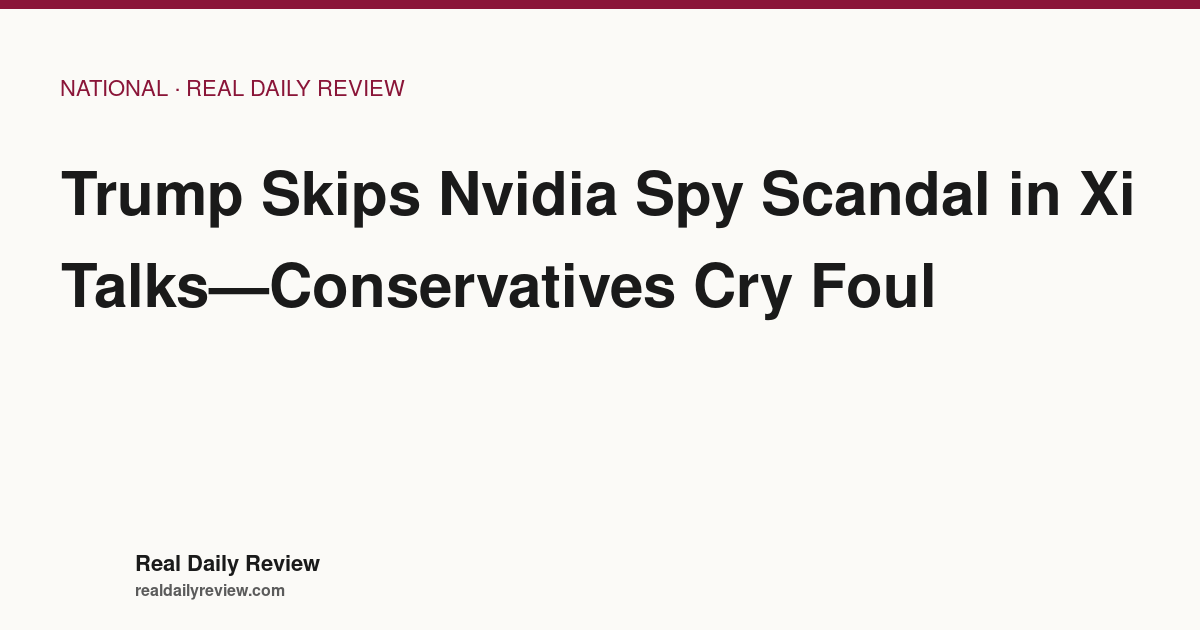 NATIONAL · REAL DAILY REVIEW
Trump Skips Nvidia Spy Scandal in Xi
Talks—Conservatives Cry Foul
Real Daily Review
realdailyreview.com